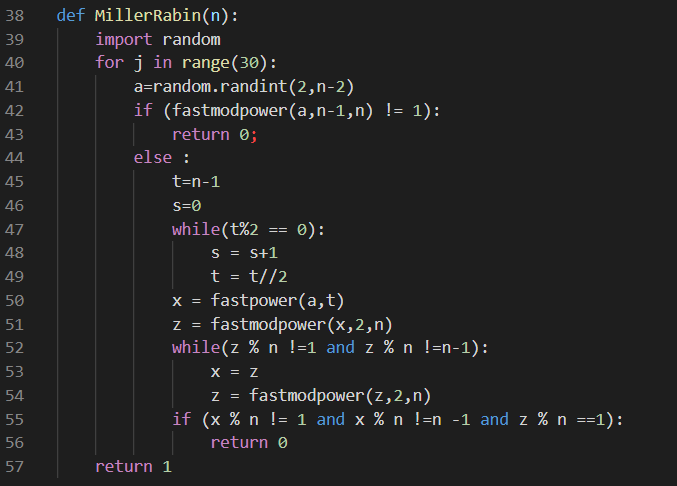 38 def MillerRabin(n):
39     import random
40     for j in range(30):
41         a=random.randint(2,n-2)
42         if (fastmodpower(a,n-1,n) != 1):
43             return 0;
44         else :
45             t=n-1
46             s=0
47             while(t%2 == 0):
48                 s = s+1
49                 t = t//2
50             x = fastpower(a,t)
51             z = fastmodpower(x,2,n)
52             while(z % n !=1 and z % n !=n-1):
53                 x = z
54                 z = fastmodpower(z,2,n)
55             if (x % n != 1 and x % n !=n -1 and z % n ==1):
56                 return 0
57     return 1